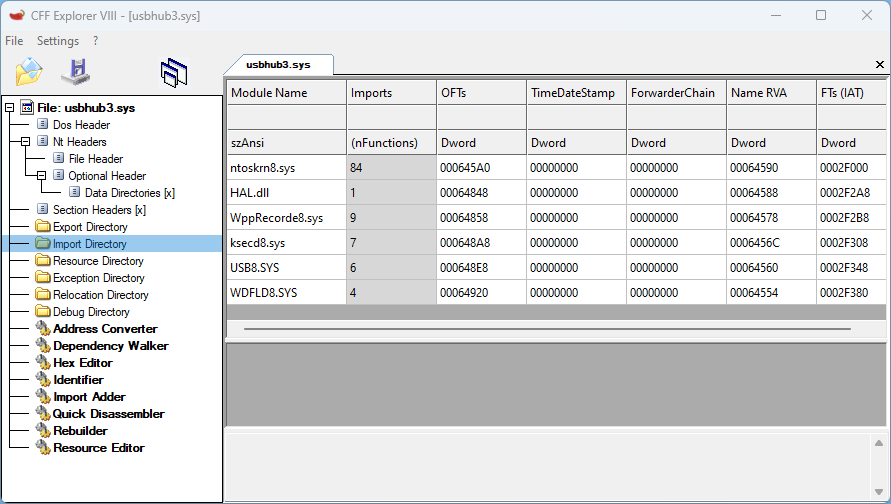 CFF Explorer VIII - [usbhub3.sys]
File Settings ?
File: usbhub3.sys
Dos Header
Nt Headers
File Header
Optional Header
Data Directories [x]
Section Headers [x]
Export Directory
Import Directory
Resource Directory
Exception Directory
Relocation Directory
Debug Directory
Address Converter
Dependency Walker
Hex Editor
Identifier
Import Adder
Quick Disassembler
Rebuilder
Resource Editor
usbhub3.sys
Module Name Imports OFTs TimeDateStamp ForwarderChain Name RVA FTs (IAT)
szAnsi (nFunctions) Dword Dword Dword Dword Dword
ntoskrn8.sys 84 000645A0 00000000 00000000 00064590 0002F000
HAL.dll 1 00064848 00000000 00000000 00064588 0002F2A8
WppRecorde8.sys 9 00064858 00000000 00000000 00064578 0002F2B8
ksecd8.sys 7 000648A8 00000000 00000000 0006456C 0002F308
USB8.SYS 6 000648E8 00000000 00000000 00064560 0002F348
WDFLD8.SYS 4 00064920 00000000 00000000 00064554 0002F380